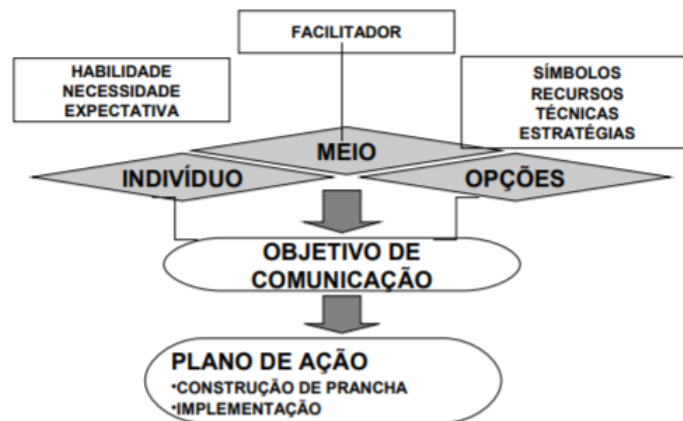 FACILITADOR
HABILIDADE
NECESSIDADE
EXPECTATIVA
SÍMBOLOS
RECURSOS
TÉCNICAS
ESTRATÉGIAS
MEIO
INDIVÍDUO
OPÇÕES
OBJETIVO DE
COMUNICAÇÃO
PLANO DE AÇÃO
•CONSTRUÇÃO DE PRANCHA
•IMPLEMENTAÇÃO